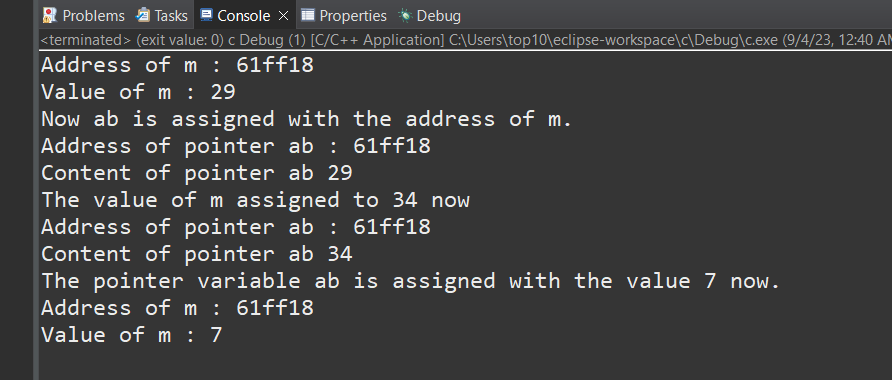 Problems Tasks Console Properties Debug
<terminated> (exit value: 0) c Debug (1) [C/C++ Application] C:\Users\top10\eclipse-workspace\c\Debug\c.exe (9/4/23, 12:40 AM
Address of m : 61ff18
Value of m : 29
Now ab is assigned with the address of m.
Address of pointer ab : 61ff18
Content of pointer ab 29
The value of m assigned to 34 now
Address of pointer ab : 61ff18
Content of pointer ab 34
The pointer variable ab is assigned with the value 7 now.
Address of m : 61ff18
Value of m : 7